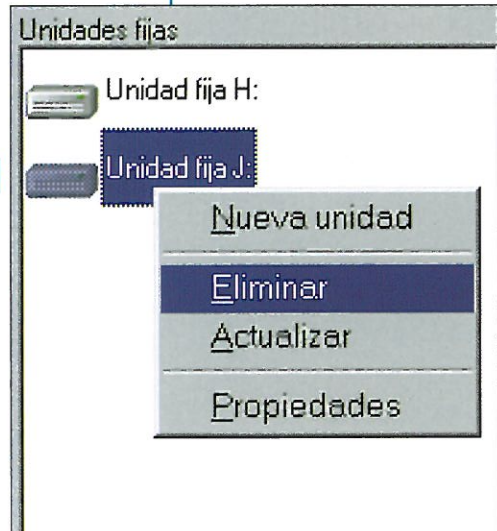 Unidades fijas
Unidad fija H:
Unidad fija J:
Nueva unidad
Eliminar
Actualizar
Propiedades